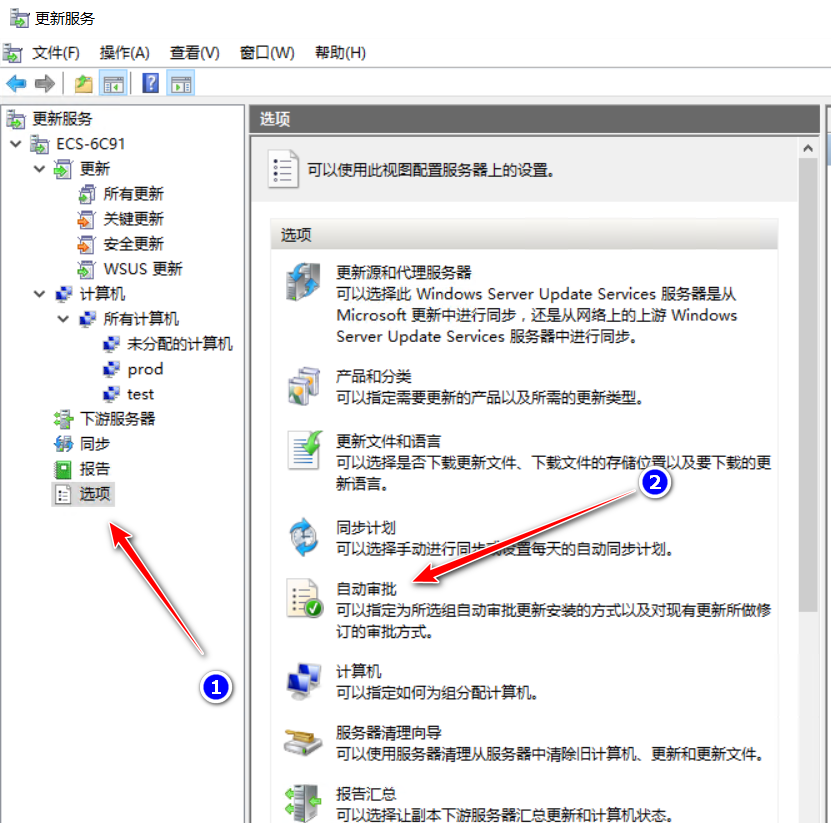 更新服务
文件(F) 操作(A) 查看(V) 窗口(W) 帮助(H)
更新服务
ECS-6C91
更新
所有更新
关键更新
安全更新
WSUS 更新
计算机
所有计算机
未分配的计算机
prod
test
下游服务器
同步
报告
选项
1
选项
可以使用此视图配置服务器上的设置。
选项
更新源和代理服务器
可以选择此 Windows Server Update Services 服务器是从
Microsoft 更新中进行同步，还是从网络上的上游 Windows
Server Update Services 服务器中进行同步。
产品和分类
可以指定需要更新的产品以及所需的更新类型。
更新文件和语言
可以选择是否下载更新文件、下载文件的存储位置以及要下载的更
新语言。
2
同步计划
可以选择手动进行同步或设置每天的自动同步计划。
自动审批
可以指定为所选组自动审批更新安装的方式以及对现有更新所做修
订的审批方式。
计算机
可以指定如何为组分配计算机。
服务器清理向导
可以使用服务器清理从服务器中清除旧计算机、更新和更新文件。
报告汇总
可以选择让副本下游服务器汇总更新和计算机状态。